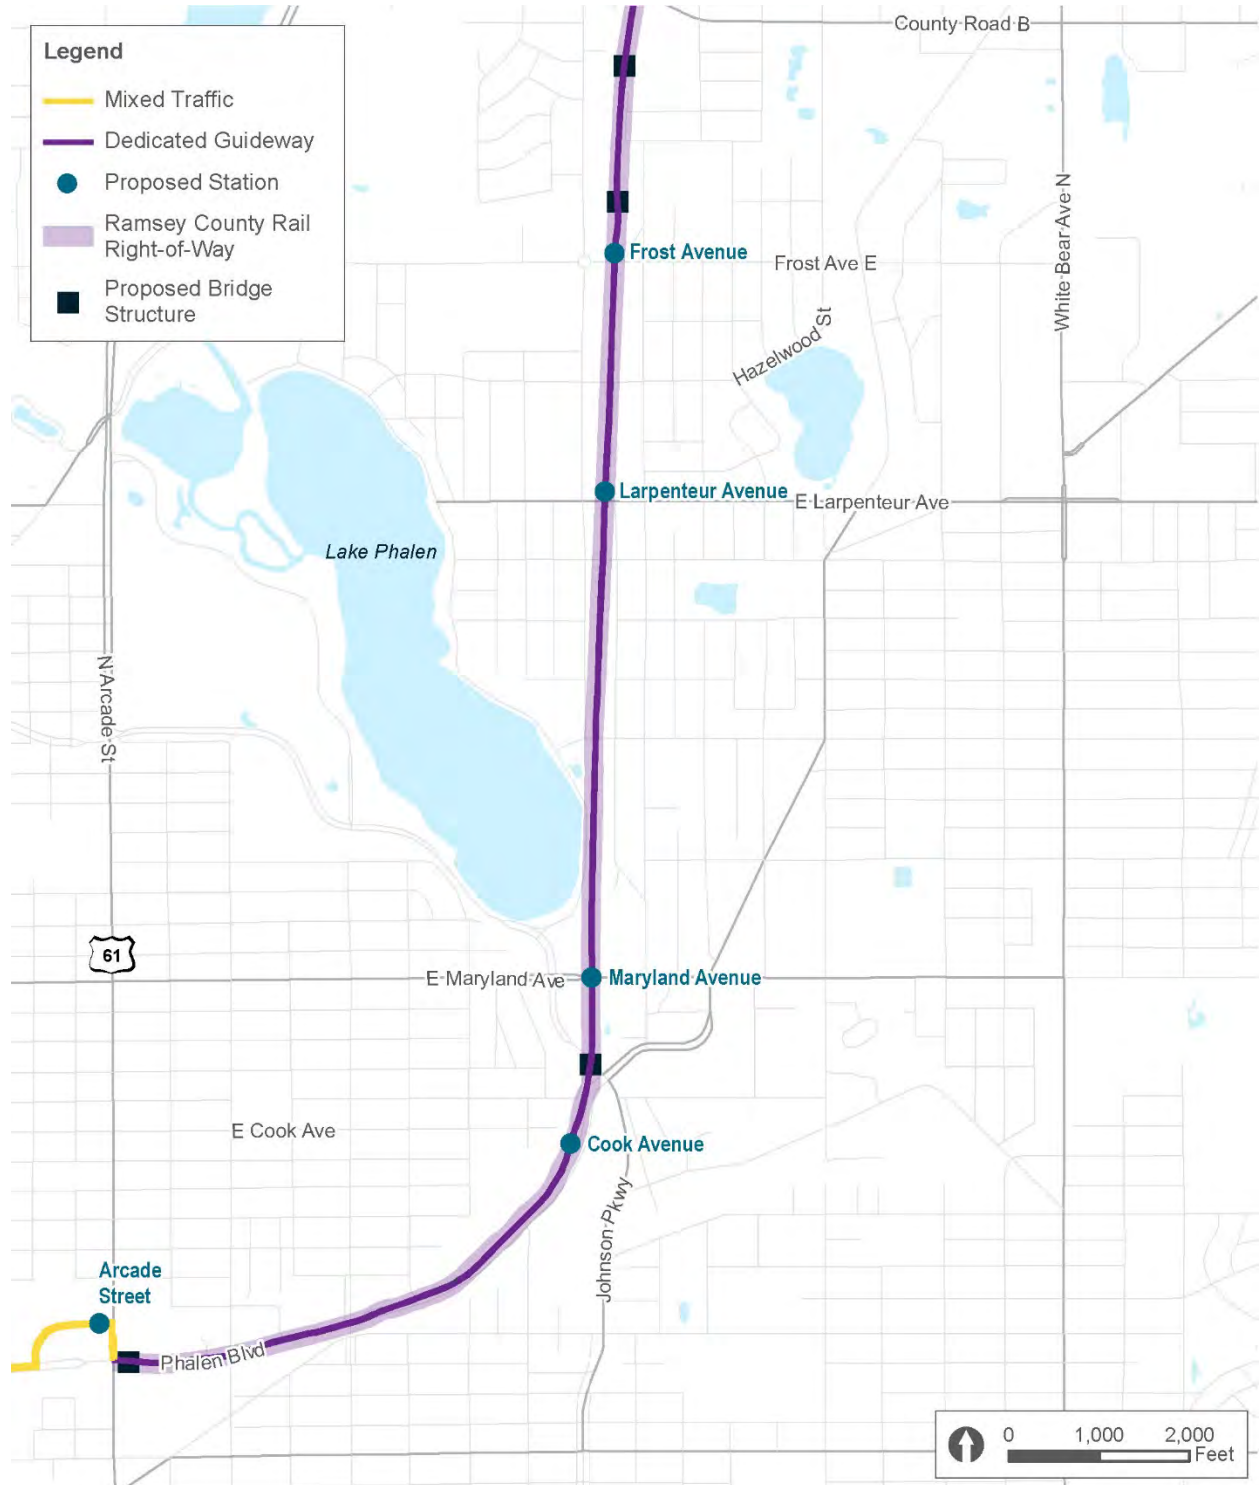 Legend
Mixed Traffic
Dedicated Guideway
Proposed Station
Ramsey County Rail
Right-of-Way
Proposed Bridge
Structure
County Road B
White Bear Ave N
Frost Avenue
Frost Ave E
Hazelwood St
Larpenteur Avenue
E Larpenteur Ave
Lake Phalen
N Arcade St
61
E Maryland Ave
Maryland Avenue
E Cook Ave
Cook Avenue
Johnson Pkwy
Arcade
Street
Phalen Blvd
0 1,000 2,000
Feet